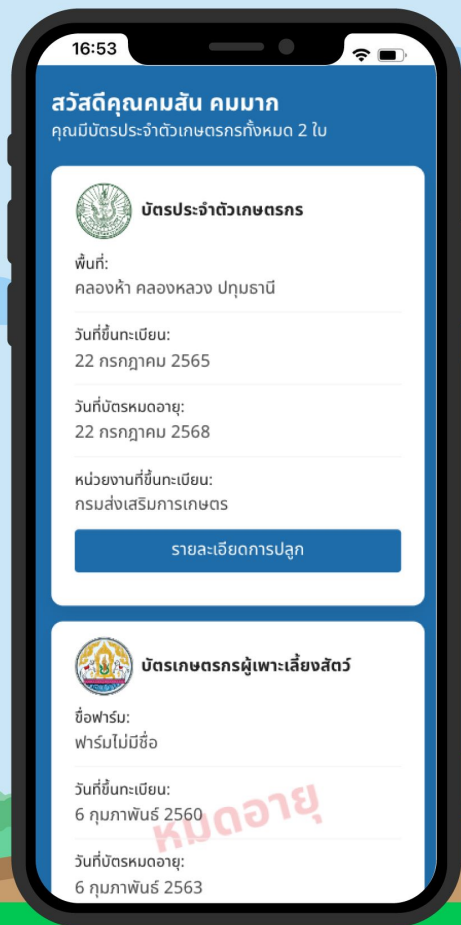 16:53
สวัสดีคุณคมสัน คมมาก
คุณมีบัตรประจำตัวเกษตรกรทั้งหมด 2 ใบ
บัตรประจำตัวเกษตรกร
พื้นที่:
คลองห้า คลองหลวง ปทุมธานี
วันที่ขึ้นทะเบียน:
22 กรกฎาคม 2565
วันที่บัตรหมดอายุ:
22 กรกฎาคม 2568
หน่วยงานที่ขึ้นทะเบียน:
กรมส่งเสริมการเกษตร
รายละเอียดการปลูก
บัตรเกษตรกรผู้เพาะเลี้ยงสัตว์
ชื่อฟาร์ม:
ฟาร์มไม่มีชื่อ
วันที่ขึ้นทะเบียน:
6 กุมภาพันธ์ 2560
หมดอายุ
วันที่บัตรหมดอายุ:
6 กุมภาพันธ์ 2563